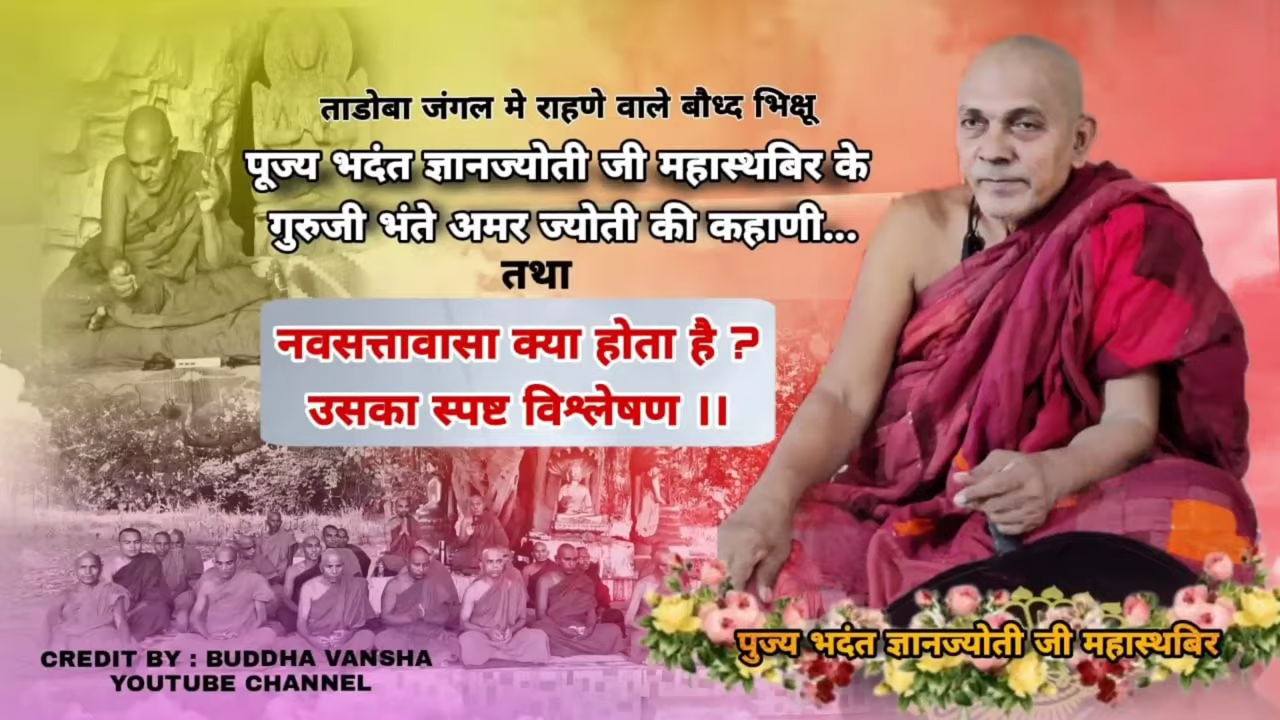 ताडोबा जंगल मे राहणे वाले बौध्द भिक्षू
पूज्य भदंत ज्ञानज्योती जी महास्थबिर के
गुरुजी भंते अमर ज्योती की कहाणी...
तथा
नवसत्तावासा क्या होता है ?
उसका स्पष्ट विश्लेषण ।।
पुज्य भदंत ज्ञानज्योती जी महास्थबिर
CREDIT BY : BUDDHA VANSHA
YOUTUBE CHANNEL